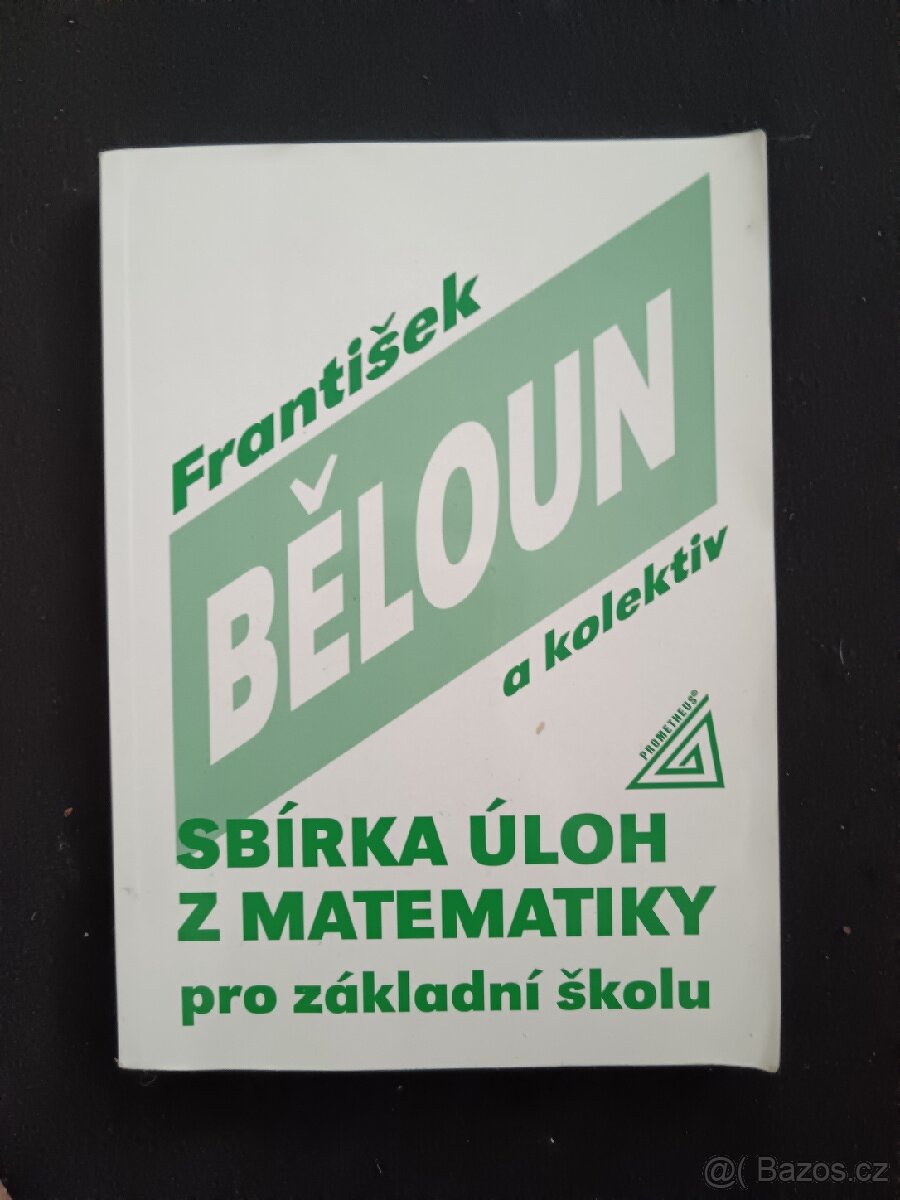 František
BĚLOUN
a kolektiv
PROMETHEUS®
SBÍRKA ÚLOH
Z MATEMATIKY
pro základní školu
@( Bazos.cz